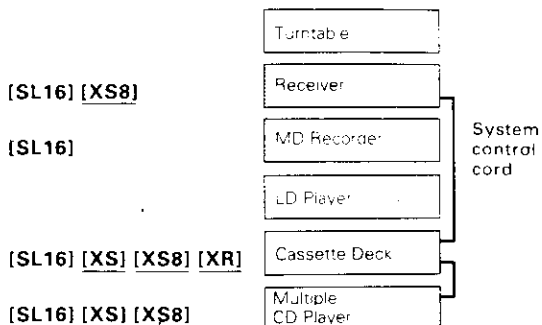 Turntable
[SL16] [XS8] Receiver
[SL16] MD Recorder
System
control
cord
LD Player
[SL16] [XS] [XS8] [XR] Cassette Deck
[SL16] [XS] [XS8] Multiple
CD Player